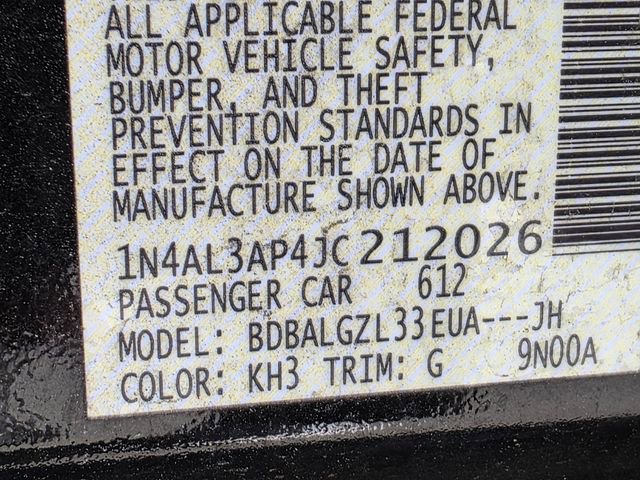 ALL APPLICABLE FEDERAL
MOTOR VEHICLE SAFETY,
BUMPER, AND THEFT
PREVENTION STANDARDS IN
EFFECT ON THE DATE OF
MANUFACTURE SHOWN ABOVE.
1N4AL3AP4JC212026
PASSENGER CAR 612
MODEL: BDBALGZL33EUA---JH
COLOR: KH3 TRIM: G 9N00A